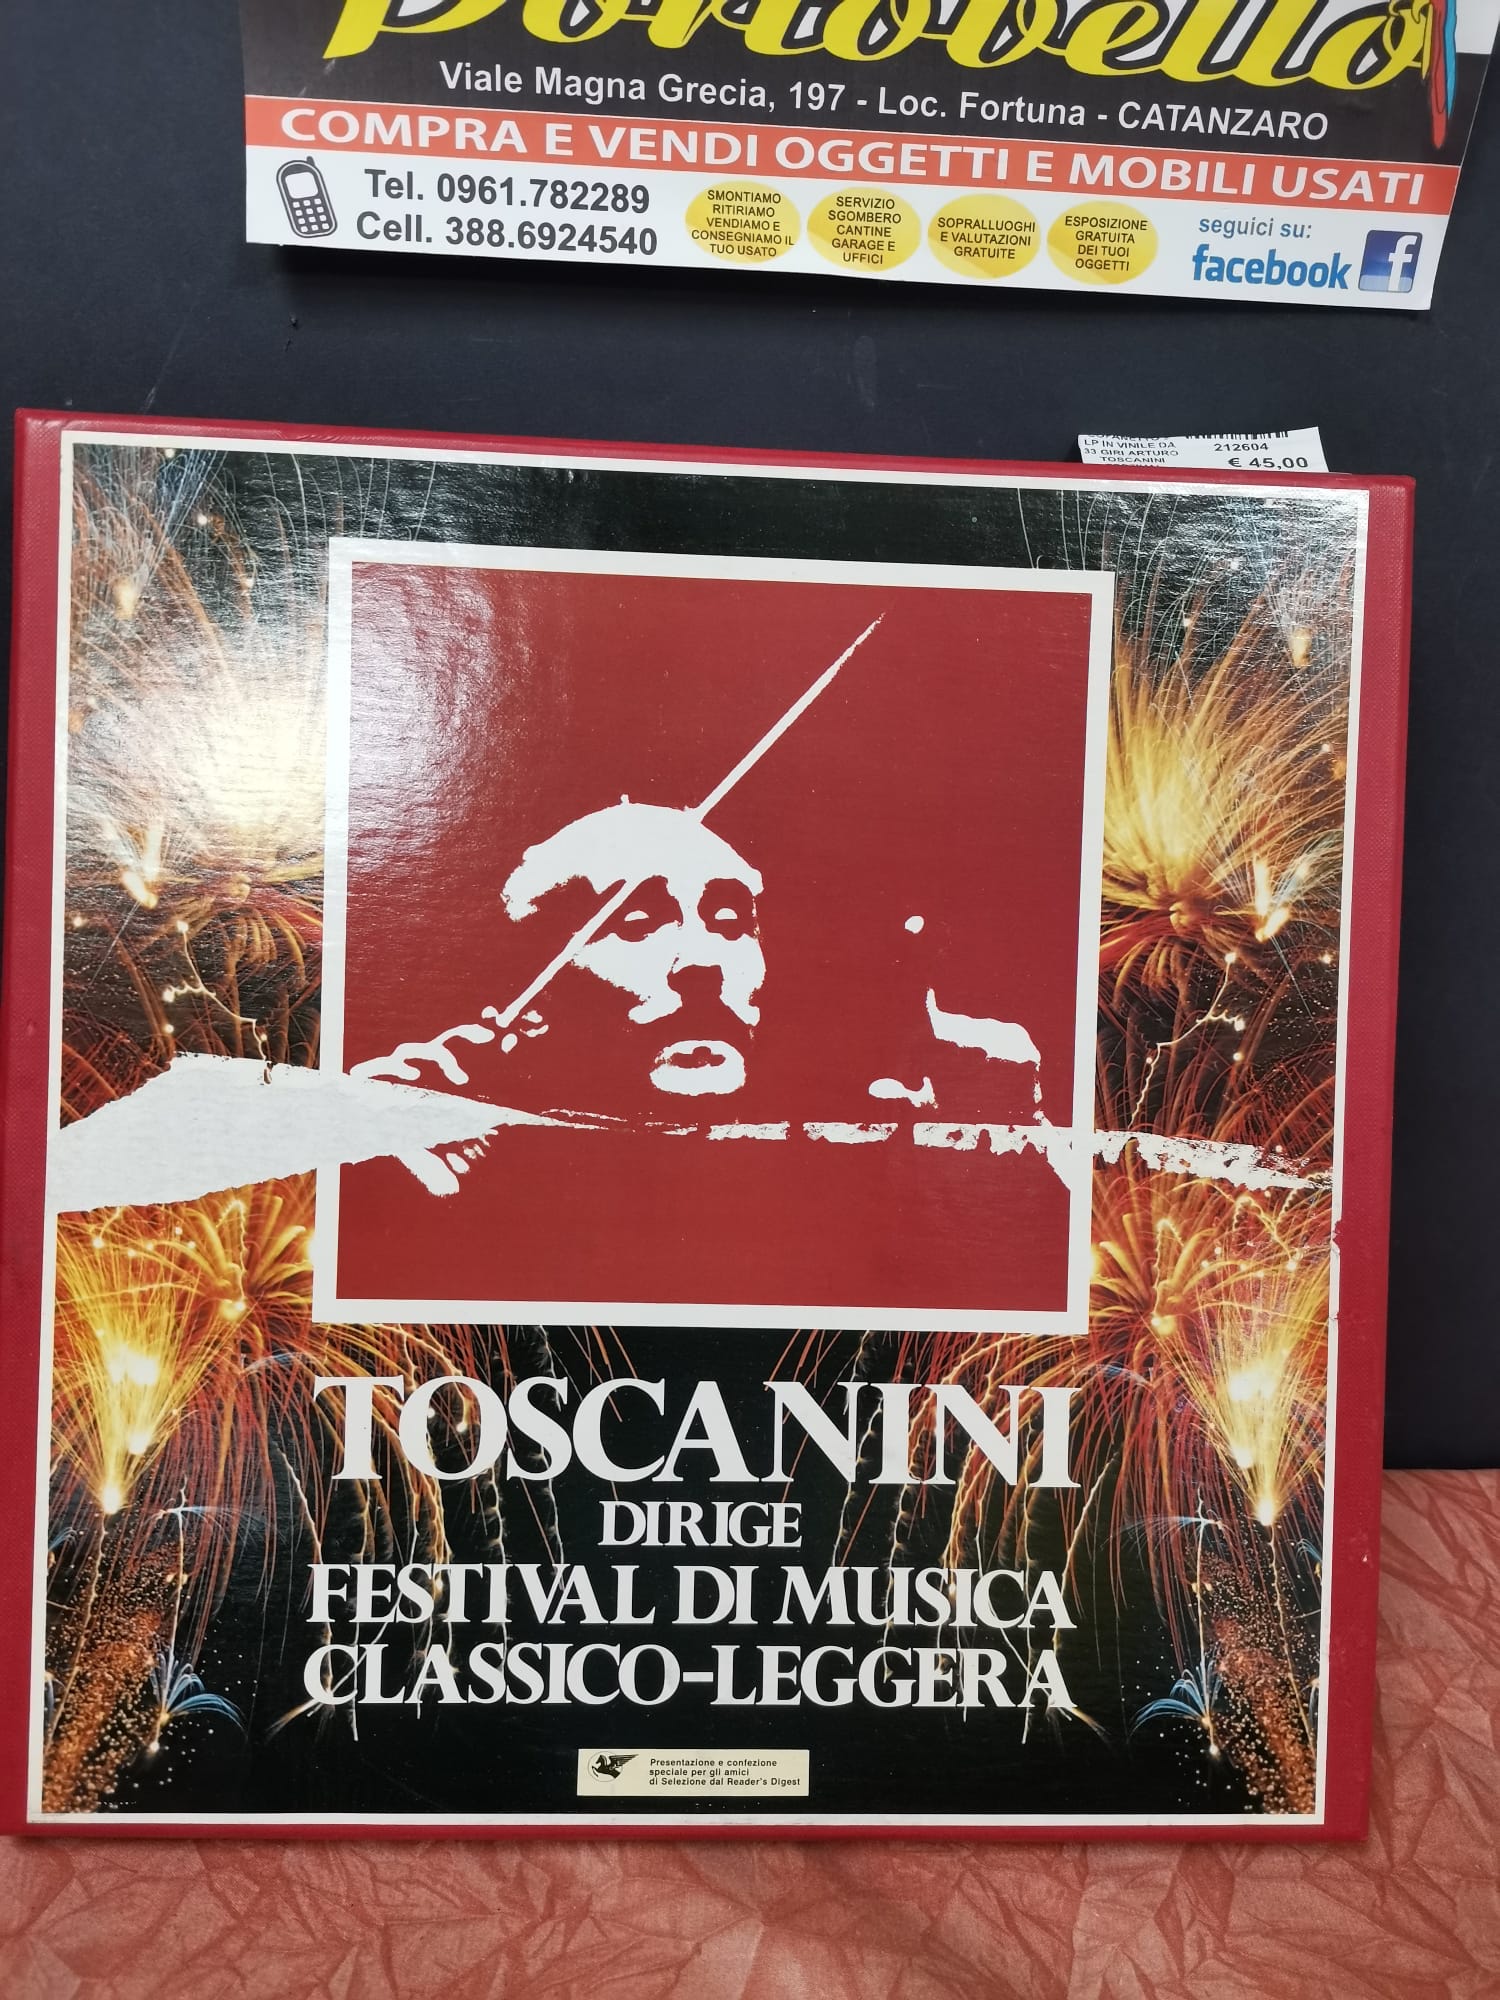 Portobello
Viale Magna Grecia, 197 - Loc. Fortuna - CATANZARO
COMPRA E VENDI OGGETTI E MOBILI USATI
Tel. 0961.782289
Cell. 388.6924540
SMONTIAMO
RITIRIAMO
VENDIAMO E
CONSEGNIAMO IL
TUO USATO
SERVIZIO
SGOMBERO
CANTINE
GARAGE E
UFFICI
SOPRALLUOGHI
E VALUTAZIONI
GRATUITE
ESPOSIZIONE
GRATUITA
DEI TUOI
OGGETTI
seguici su:
facebook f
LP IN VINILE DA
33 GIRI ARTURO
TOSCANINI
212604
€ 45,00
TOSCANINI
DIRIGE
FESTIVAL DI MUSICA
CLASSICO-LEGGERA
Presentazione e confezione
speciale per gli amici
di Selezione dal Reader's Digest